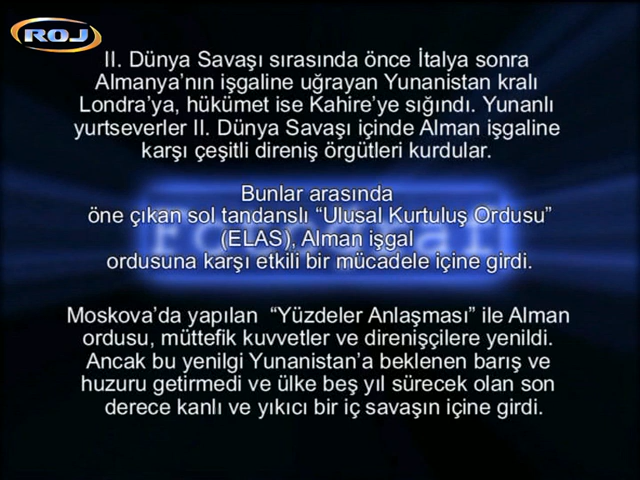 ROJ
II. Dünya Savaşı sırasında önce İtalya sonra
Almanya'nın işgaline uğrayan Yunanistan kralı
Londra'ya, hükümet ise Kahire'ye sığındı. Yunanlı
yurtseverler II. Dünya Savaşı içinde Alman işgaline
karşı çeşitli direniş örgütleri kurdular.
Bunlar arasında
öne çıkan sol tandanslı “Ulusal Kurtuluş Ordusu”
(ELAS), Alman işgal
ordusuna karşı etkili bir mücadele içine girdi.
Moskova'da yapılan “Yüzdeler Anlaşması” ile Alman
ordusu, müttefik kuvvetler ve direnişçilere yenildi.
Ancak bu yenilgi Yunanistan'a beklenen barış ve
huzuru getirmedi ve ülke beş yıl sürecek olan son
derece kanlı ve yıkıcı bir iç savaşın içine girdi.